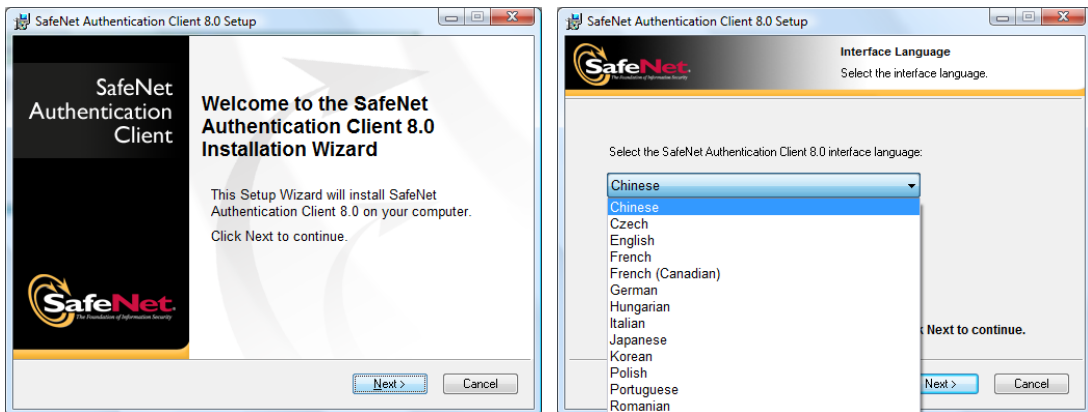 SafeNet Authentication Client 8.0 Setup
SafeNet
Authentication
Client
Welcome to the SafeNet
Authentication Client 8.0
Installation Wizard
This Setup Wizard will install SafeNet
Authentication Client 8.0 on your computer.
Click Next to continue.
SafeNet.
The Foundation of Information Security
Next >
Cancel
SafeNet Authentication Client 8.0 Setup
SafeNet.
The Foundation of Information Security
Interface Language
Select the interface language.
Select the SafeNet Authentication Client 8.0 interface language:
Chinese
Chinese
Czech
English
French
French (Canadian)
German
Hungarian
Italian
Japanese
Korean
Polish
Portuguese
Romanian
Next to continue.
Next >
Cancel